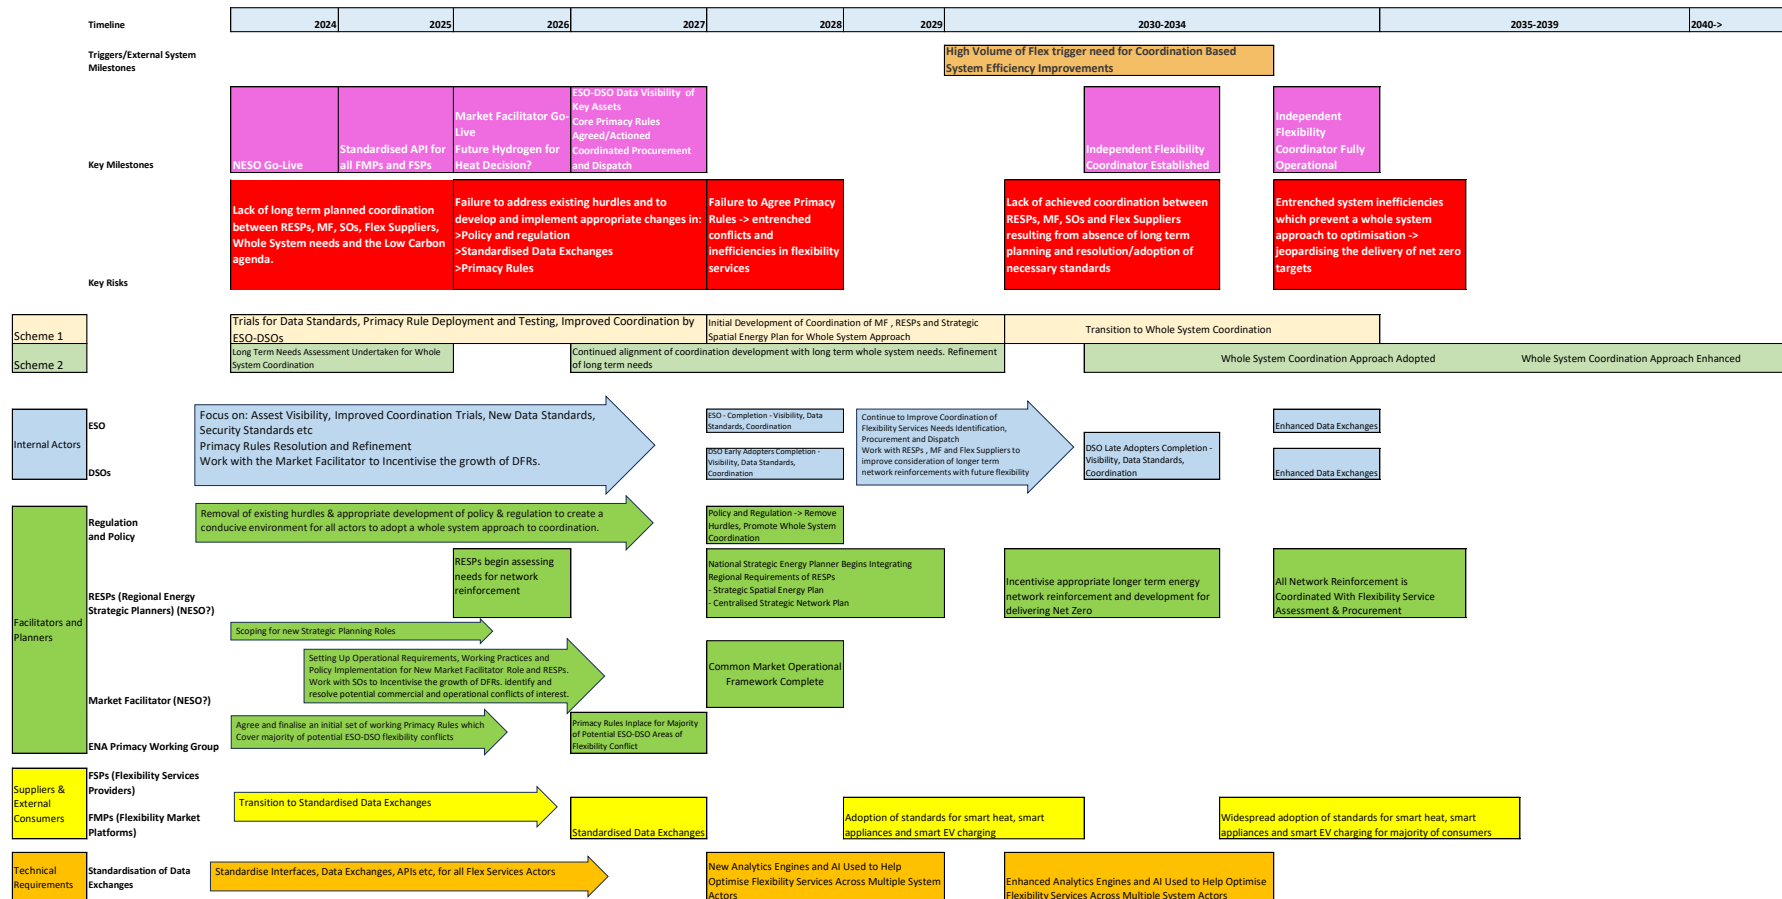 Timeline
2024
2025
2026
2027
2028
2029
2030-2034
2035-2039
2040->
Triggers/External System
Milestones
High Volume of Flex trigger need for Coordination Based
System Efficiency Improvements
Key Milestones
NESO Go-Live
Standardised API for
all FMPs and FSPs
Market Facilitator Go-
Live
Future Hydrogen for
Heat Decision?
ESO-DSO Data Visibility of
Key Assets
Core Primacy Rules
Agreed/Actioned
Coordinated Procurement
and Dispatch
Independent Flexibility
Coordinator Established
Independent
Flexibility
Coordinator Fully
Operational
Key Risks
Lack of long term planned coordination
between RESPs, MF, SOs, Flex Suppliers,
Whole System needs and the Low Carbon
agenda.
Failure to address existing hurdles and to
develop and implement appropriate changes in:
>Policy and regulation
>Standardised Data Exchanges
>Primacy Rules
Failure to Agree Primacy
Rules -> entrenched
conflicts and
inefficiencies in flexibility
services
Lack of achieved coordination between
RESPs, MF, SOs and Flex Suppliers
resulting from absence of long term
planning and resolution/adoption of
necessary standards
Entrenched system inefficiencies
which prevent a whole system
approach to optimisation ->
jeopardising the delivery of net zero
targets
Scheme 1
Trials for Data Standards, Primacy Rule Deployment and Testing, Improved Coordination by
ESO-DSOs
Initial Development of Coordination of MF , RESPs and Strategic
Spatial Energy Plan for Whole System Approach
Transition to Whole System Coordination
Scheme 2
Long Term Needs Assessment Undertaken for Whole
System Coordination
Continued alignment of coordination development with long term whole system needs. Refinement
of long term needs
Whole System Coordination Approach Adopted
Whole System Coordination Approach Enhanced
Internal Actors
ESO
DSOs
Focus on: Assest Visibility, Improved Coordination Trials, New Data Standards,
Security Standards etc
Primacy Rules Resolution and Refinement
Work with the Market Facilitator to Incentivise the growth of DFRs.
ESO - Completion - Visibility, Data
Standards, Coordination
DSO Early Adopters Completion -
Visibility, Data Standards,
Coordination
Continue to Improve Coordination of
Flexibility Services Needs Identification,
Procurement and Dispatch
Work with RESPs , MF and Flex Suppliers to
improve consideration of longer term
network reinforcements with future flexibility
DSO Late Adopters Completion -
Visibility, Data Standards,
Coordination
Enhanced Data Exchanges
Enhanced Data Exchanges
Facilitators and
Planners
Regulation
and Policy
Removal of existing hurdles & appropriate development of policy & regulation to create a
conducive environment for all actors to adopt a whole system approach to coordination.
Policy and Regulation -> Remove
Hurdles, Promote Whole System
Coordination
RESPs (Regional Energy
Strategic Planners) (NESO?)
RESPs begin assessing
needs for network
reinforcement
National Strategic Energy Planner Begins Integrating
Regional Requirements of RESPs
- Strategic Spatial Energy Plan
- Centralised Strategic Network Plan
Incentivise appropriate longer term energy
network reinforcement and development for
delivering Net Zero
All Network Reinforcement is
Coordinated With Flexibility Service
Assessment & Procurement
Scoping for new Strategic Planning Roles
Market Facilitator (NESO?)
Setting Up Operational Requirements, Working Practices and
Policy Implementation for New Market Facilitator Role and RESPs.
Work with SOs to Incentivise the growth of DFRs. identify and
resolve potential commercial and operational conflicts of interest.
Common Market Operational
Framework Complete
ENA Primacy Working Group
Agree and finalise an initial set of working Primacy Rules which
Cover majority of potential ESO-DSO flexibility conflicts
Primacy Rules Inplace for Majority
of Potential ESO-DSO Areas of
Flexibility Conflict
Suppliers &
External
Consumers
FSPs (Flexibility Services
Providers)
FMPs (Flexibility Market
Platforms)
Transition to Standardised Data Exchanges
Standardised Data Exchanges
Adoption of standards for smart heat, smart
appliances and smart EV charging
Widespread adoption of standards for smart heat, smart
appliances and smart EV charging for majority of consumers
Technical
Requirements
Standardisation of Data
Exchanges
Standardise Interfaces, Data Exchanges, APIs etc, for all Flex Services Actors
New Analytics Engines and AI Used to Help
Optimise Flexibility Services Across Multiple System
Actors
Enhanced Analytics Engines and AI Used to Help Optimise
Flexibility Services Across Multiple System Actors